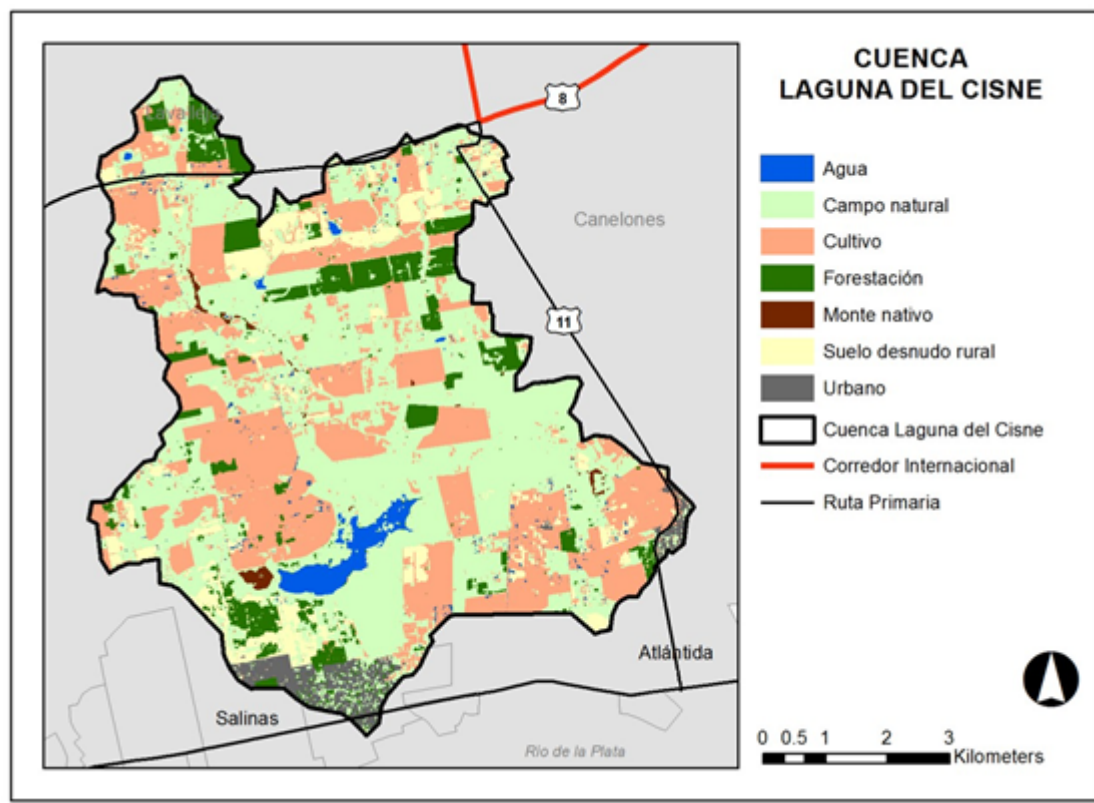 CUENCA
LAGUNA DEL CISNE
Agua
Campo natural
Cultivo
Forestación
Monte nativo
Suelo desnudo rural
Urbano
Cuenca Laguna del Cisne
Corredor Internacional
Ruta Primaria
Lavalleja
8
Canelones
11
Atlántida
Salinas
Río de la Plata
0 0.5 1 2 3
Kilometers